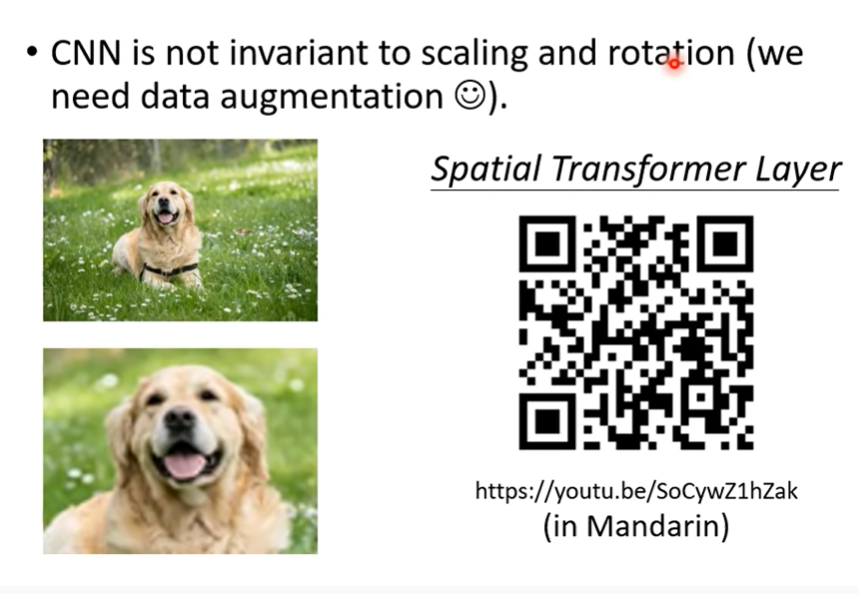 • CNN is not invariant to scaling and rotation (we
need data augmentation ☺).
Spatial Transformer Layer
https://youtu.be/SoCywZ1hZak
(in Mandarin)